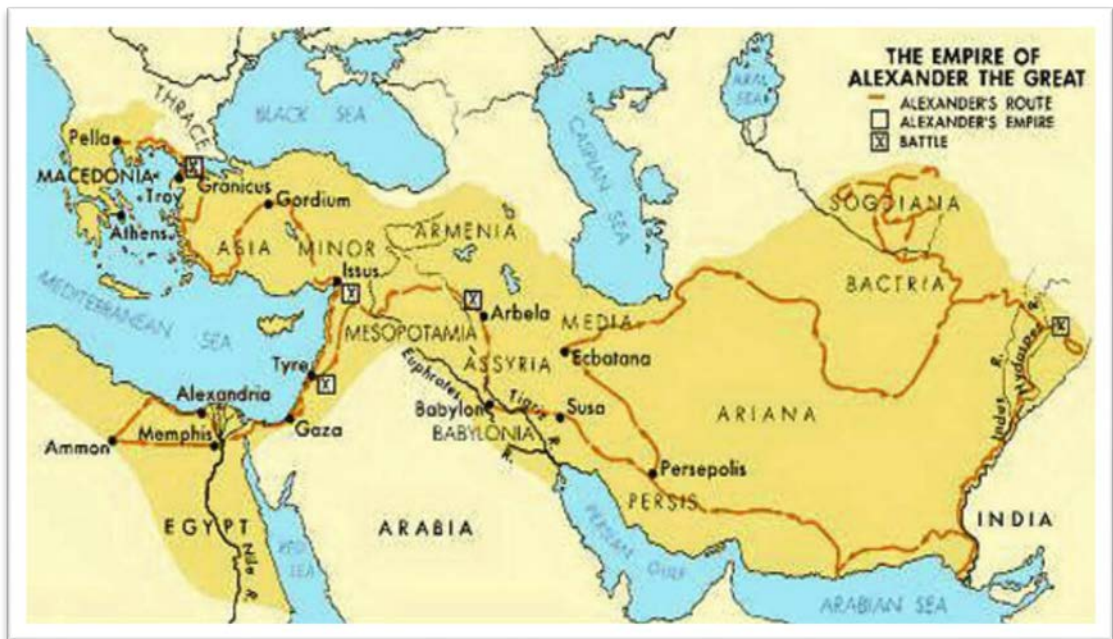 THE EMPIRE OF
ALEXANDER THE GREAT
ALEXANDER'S ROUTE
ALEXANDER'S EMPIRE
X BATTLE
ARAL
SEA
THRACE
BLACK SEA
CASPIAN
SEA
Pella
X
MACEDONIA
Granicus
Troy
Gordium
SOGDIANA
Athens
ASIA MINOR
ARMENIA
BACTRIA
Issus
X
X
Arbela
MEDIA
X
MEDITERRANEAN
SEA
MESOPOTAMIA
ASSYRIA
Ecbatana
R.
Hydaspes
Tyre
X
Euphrates
R.
Indus R.
Alexandria
Babylon
Tigris R.
Susa
ARIANA
Ammon
Memphis
Gaza
BABYLONIA
Persepolis
PERSIS
EGYPT
Nile R.
RED
SEA
ARABIA
PERSIAN
GULF
INDIA
ARABIAN SEA